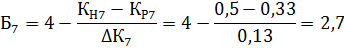 Б₇ = 4 − (К_Н7 − К_Р7)/ΔК₇ = 4 − (0,5 − 0,33)/0,13 = 2,7